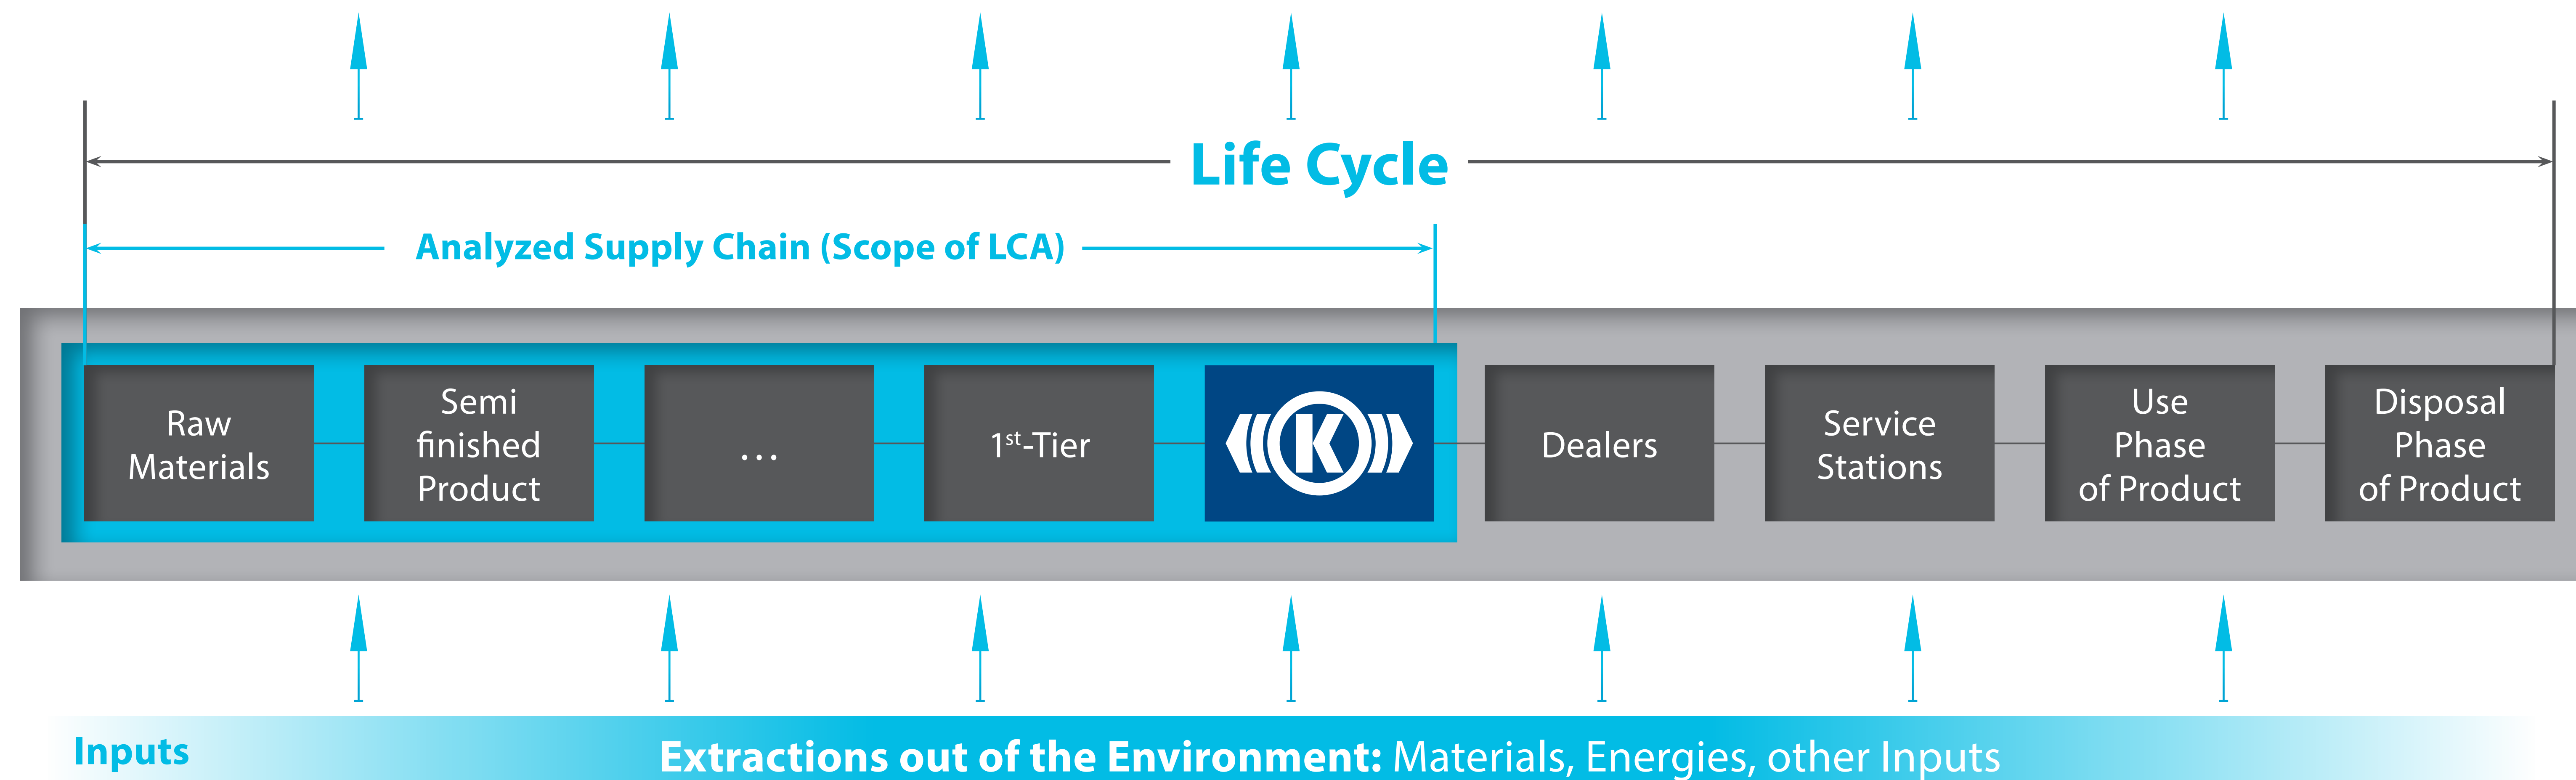 Life Cycle
Analyzed Supply Chain (Scope of LCA)
Raw
Materials
Semi
finished
Product
...
1st-Tier
K
Dealers
Service
Stations
Use
Phase
of Product
Disposal
Phase
of Product
Inputs
Extractions out of the Environment: Materials, Energies, other Inputs